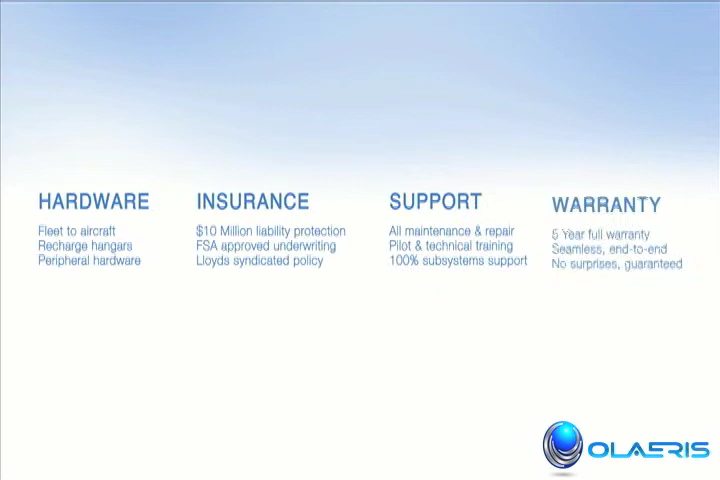 HARDWARE
Fleet to aircraft
Recharge hangars
Peripheral hardware
INSURANCE
$10 Million liability protection
FSA approved underwriting
Lloyds syndicated policy
SUPPORT
All maintenance & repair
Pilot & technical training
100% subsystems support
WARRANTY
5 Year full warranty
Seamless, end-to-end
No surprises, guaranteed
OLAERIS